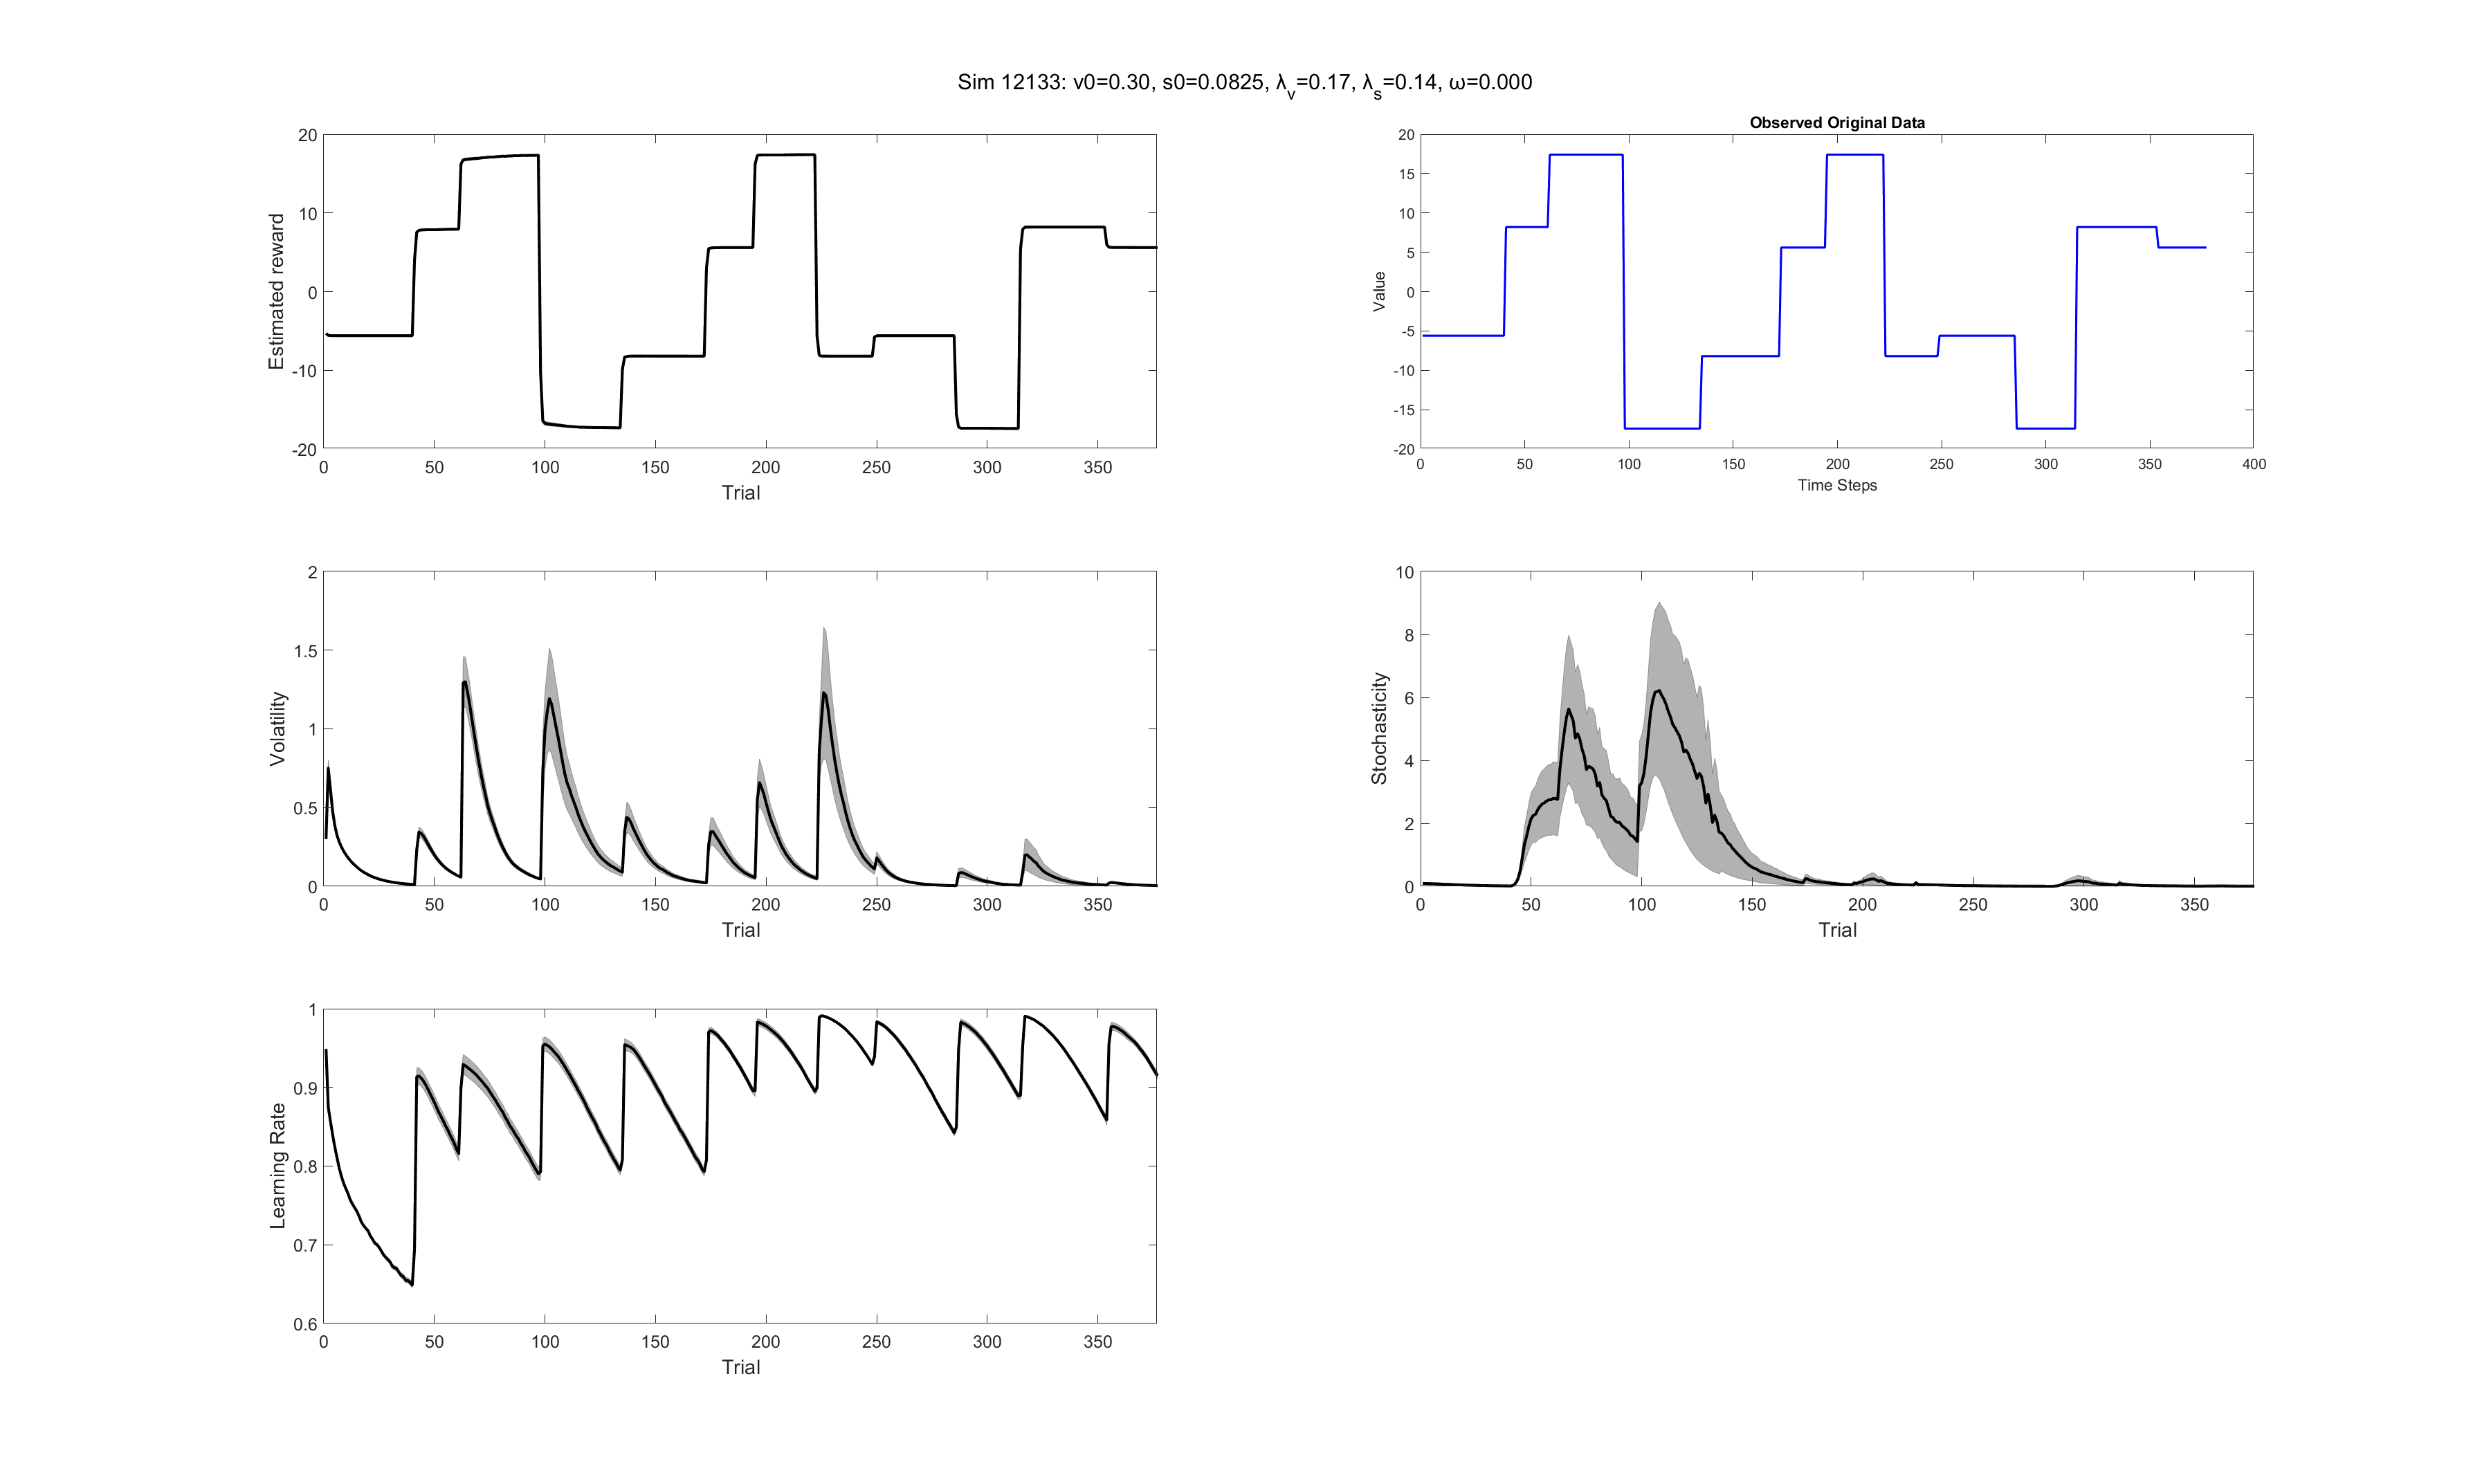 Sim 12133: v0=0.30, s0=0.0825, λv=0.17, λs=0.14, ω=0.000
Estimated reward
20
10
0
-10
-20
0 50 100 150 200 250 300 350
Trial
Observed Original Data
Value
20
15
10
5
0
-5
-10
-15
-20
0 50 100 150 200 250 300 350 400
Time Steps
Volatility
2
1.5
1
0.5
0
0 50 100 150 200 250 300 350
Trial
Stochasticity
10
8
6
4
2
0
0 50 100 150 200 250 300 350
Trial
Learning Rate
1
0.9
0.8
0.7
0.6
0 50 100 150 200 250 300 350
Trial